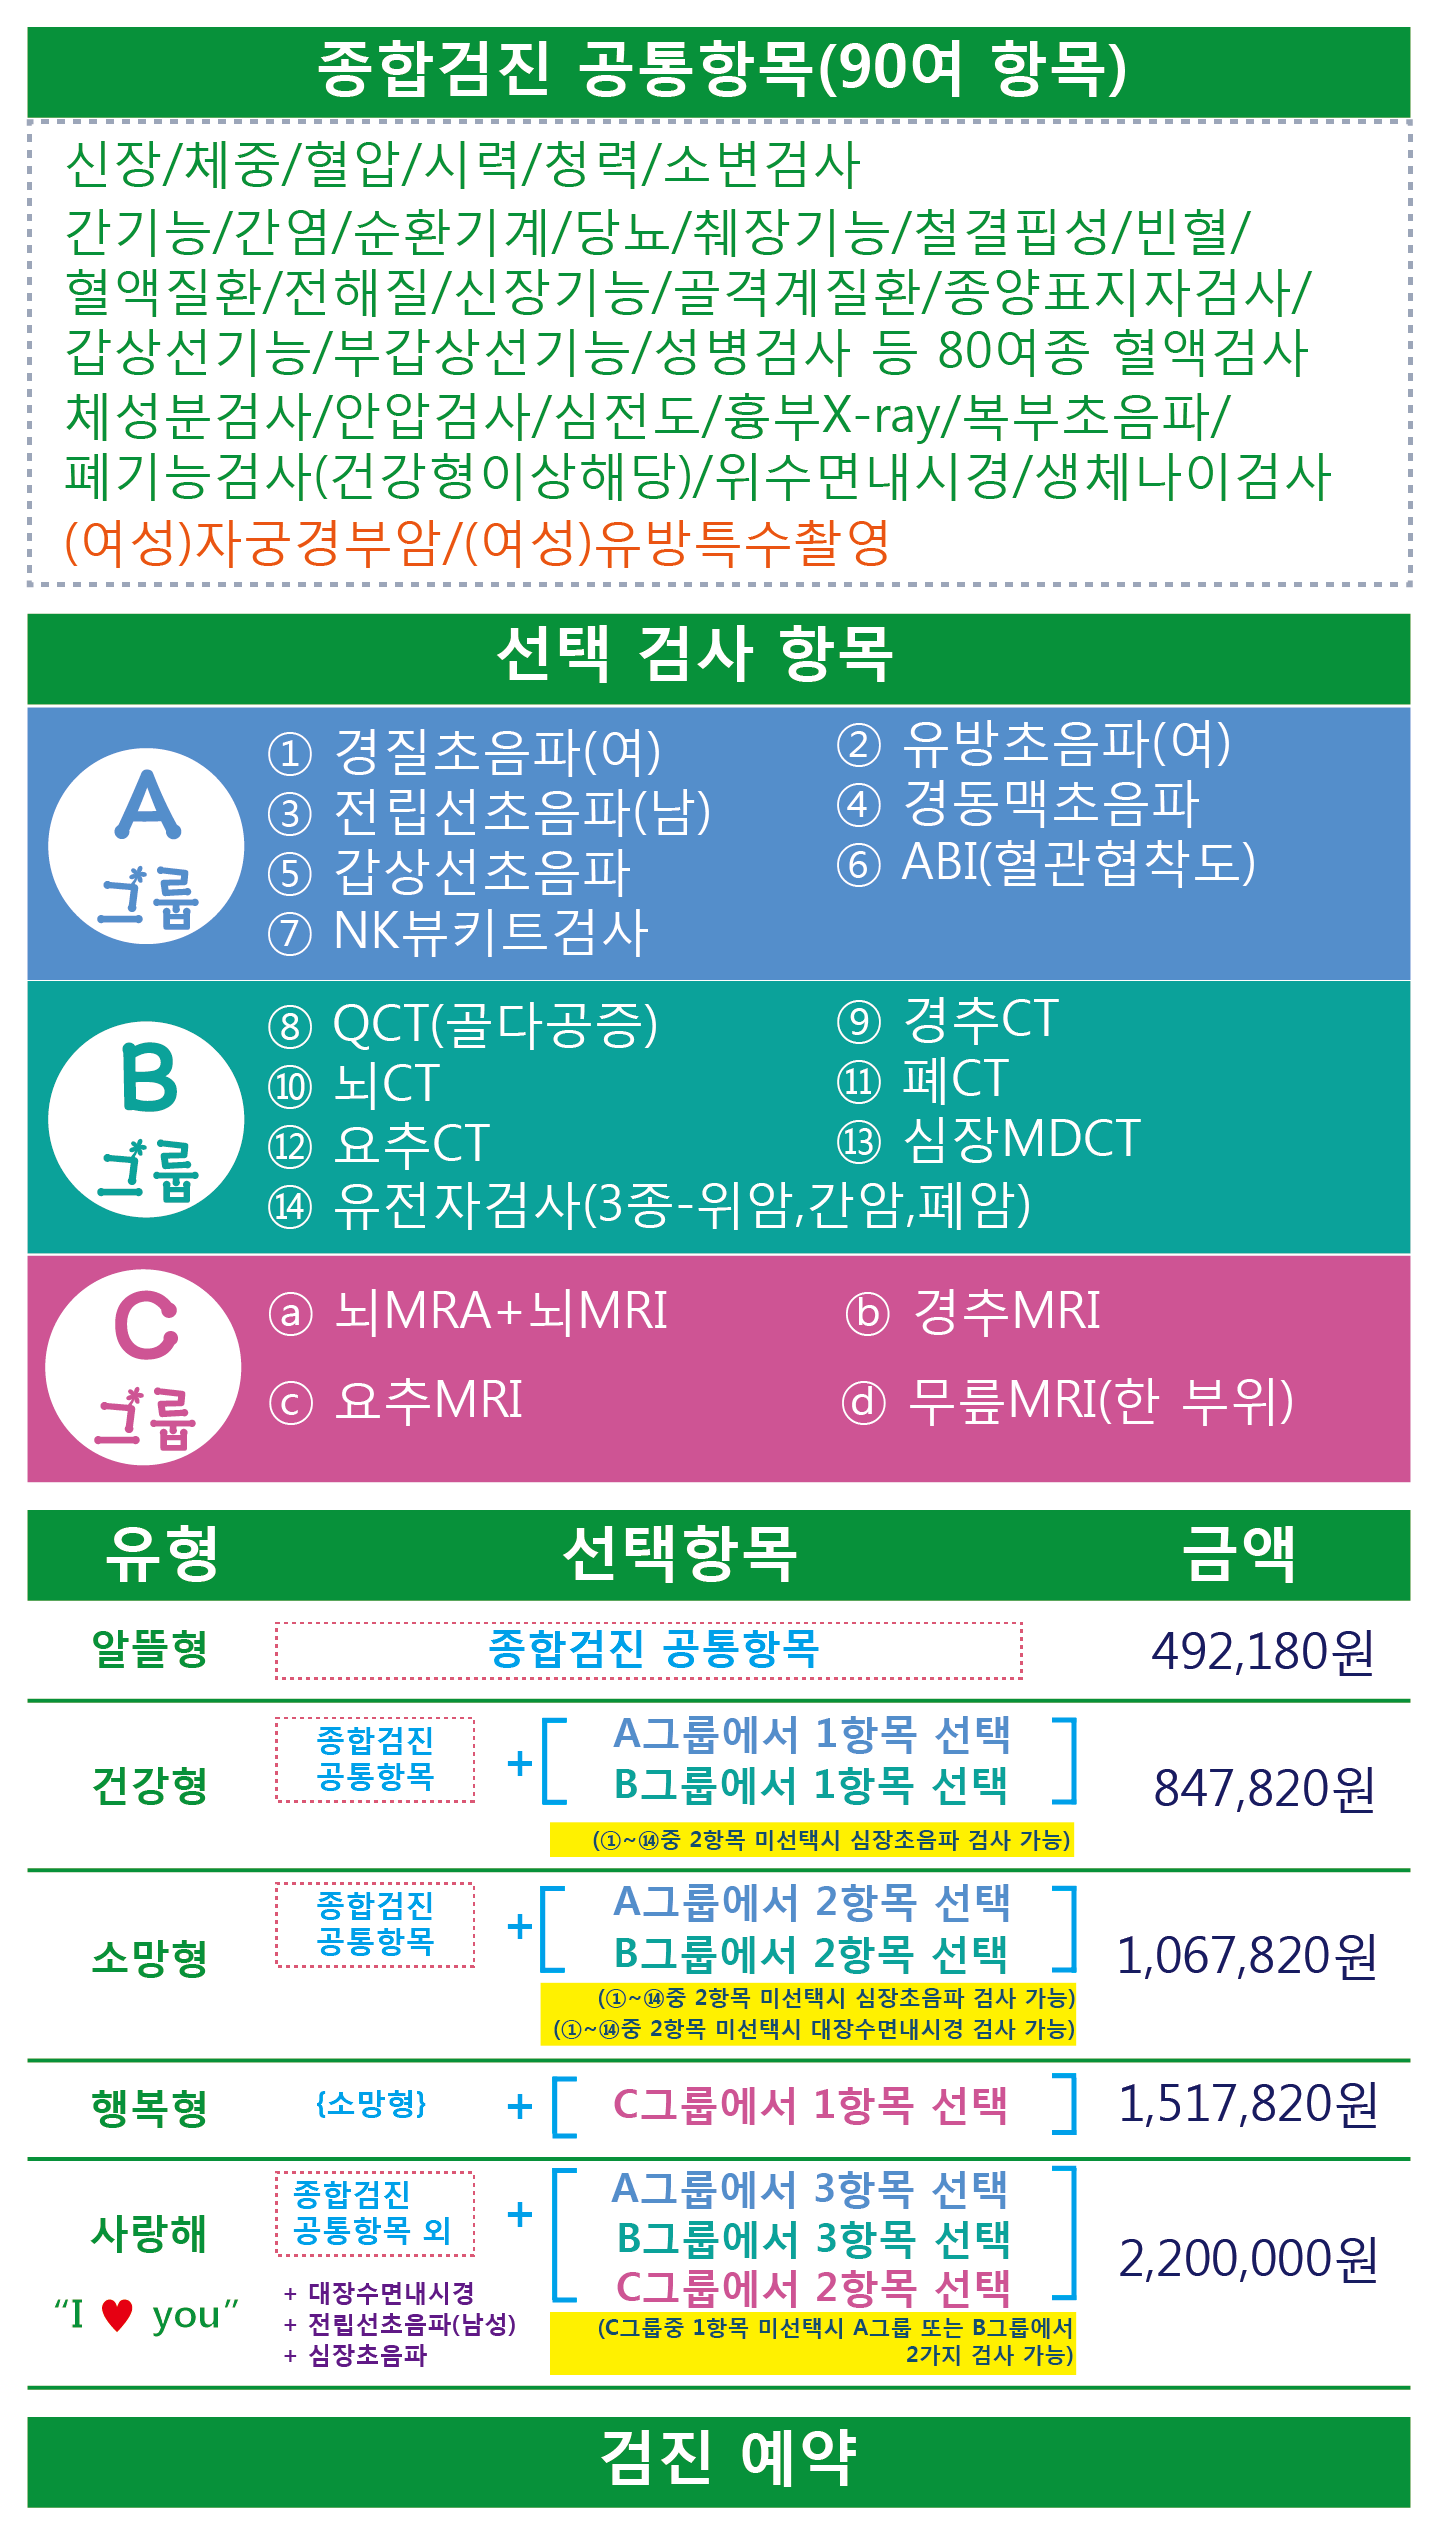 종합검진 공통항목(90여 항목)
신장/체중/혈압/시력/청력/소변검사
간기능/간염/순환기계/당뇨/췌장기능/철결핍성/빈혈/
혈액질환/전해질/신장기능/골격계질환/종양표지자검사/
갑상선기능/부갑상선기능/성병검사 등 80여종 혈액검사
체성분검사/안압검사/심전도/흉부X-ray/복부초음파/
폐기능검사(건강형이상해당)/위수면내시경/생체나이검사
(여성)자궁경부암/(여성)유방특수촬영
선택 검사 항목
A
그룹
① 경질초음파(여)
② 유방초음파(여)
③ 전립선초음파(남)
④ 경동맥초음파
⑤ 갑상선초음파
⑥ ABI(혈관협착도)
⑦ NK뷰키트검사
B
그룹
⑧ QCT(골다공증)
⑨ 경추CT
⑩ 뇌CT
⑪ 폐CT
⑫ 요추CT
⑬ 심장MDCT
⑭ 유전자검사(3종-위암,간암,폐암)
C
그룹
ⓐ 뇌MRA+뇌MRI
ⓑ 경추MRI
ⓒ 요추MRI
ⓓ 무릎MRI(한 부위)
유형 선택항목 금액
알뜰형
종합검진 공통항목
492,180원
건강형
종합검진
공통항목
+
A그룹에서 1항목 선택
B그룹에서 1항목 선택
(①~⑭중 2항목 미선택시 심장초음파 검사 가능)
847,820원
소망형
종합검진
공통항목
+
A그룹에서 2항목 선택
B그룹에서 2항목 선택
(①~⑭중 2항목 미선택시 심장초음파 검사 가능)
(①~⑭중 2항목 미선택시 대장수면내시경 검사 가능)
1,067,820원
행복형
{소망형}
+
C그룹에서 1항목 선택
1,517,820원
사랑해
“I ♥ you”
종합검진
공통항목 외
+ 대장수면내시경
+ 전립선초음파(남성)
+ 심장초음파
+
A그룹에서 3항목 선택
B그룹에서 3항목 선택
C그룹에서 2항목 선택
(C그룹중 1항목 미선택시 A그룹 또는 B그룹에서
2가지 검사 가능)
2,200,000원
검진 예약